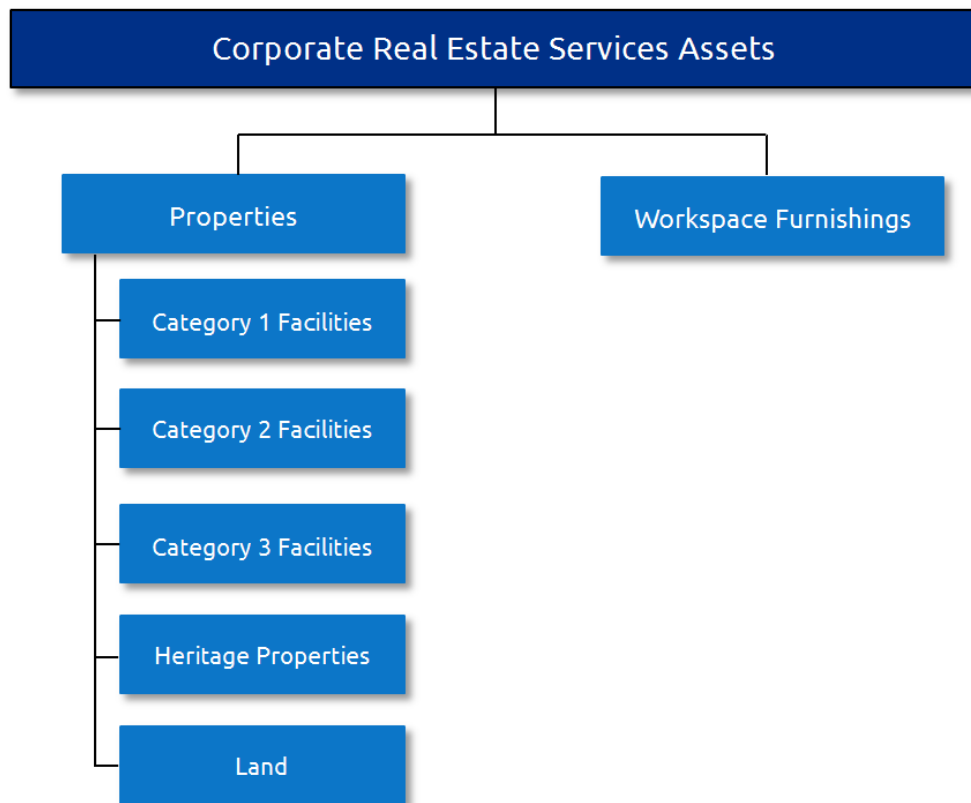 Corporate Real Estate Services Assets
Properties
Workspace Furnishings
Category 1 Facilities
Category 2 Facilities
Category 3 Facilities
Heritage Properties
Land